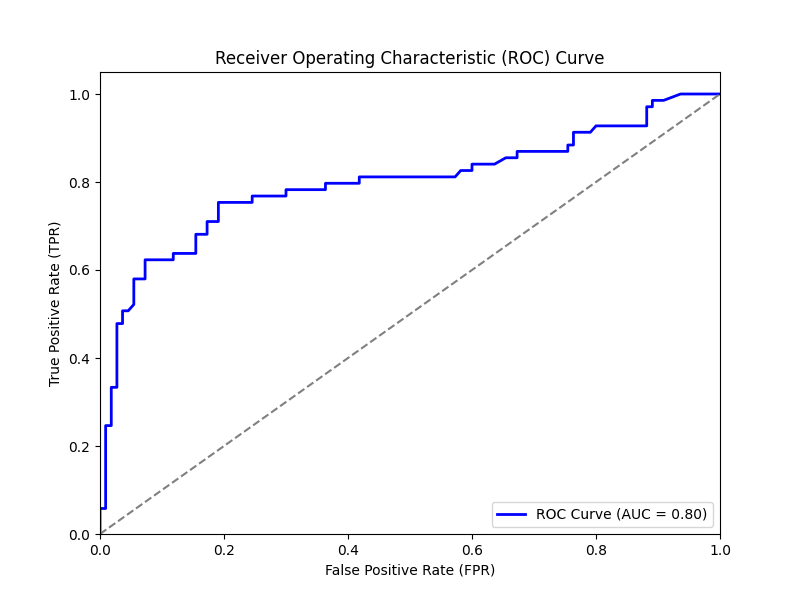 Receiver Operating Characteristic (ROC) Curve
True Positive Rate (TPR)
1.0
0.8
0.6
0.4
0.2
0.0
0.0 0.2 0.4 0.6 0.8 1.0
False Positive Rate (FPR)
ROC Curve (AUC = 0.80)